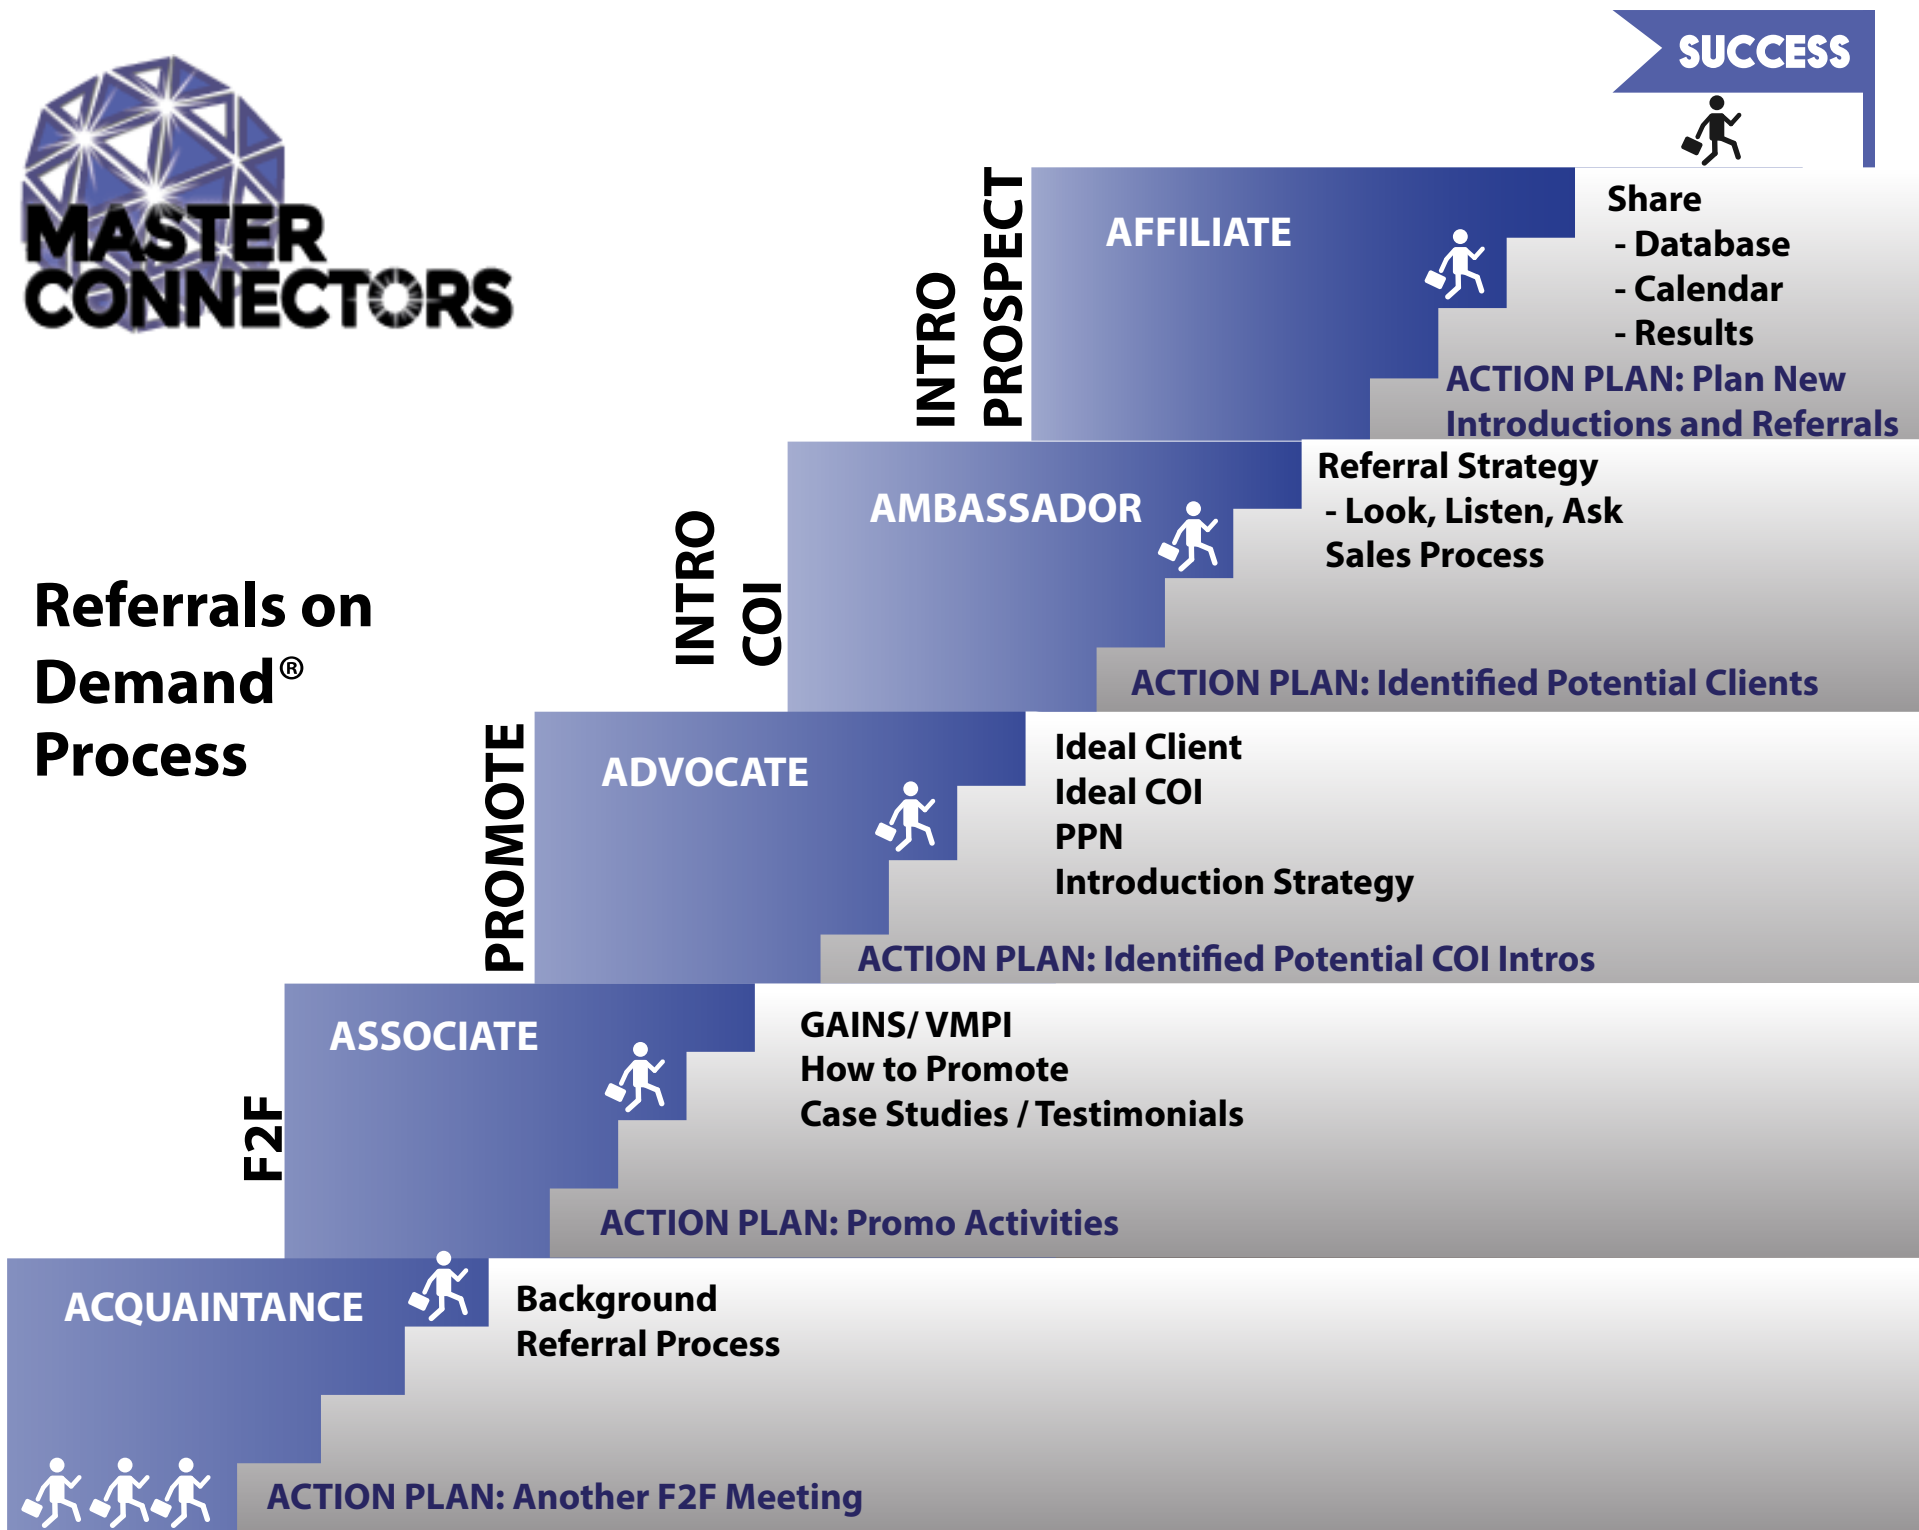 SUCCESS
MASTER
CONNECTORS
Referrals on
Demand®
Process
INTRO
PROSPECT
AFFILIATE
Share
- Database
- Calendar
- Results
ACTION PLAN: Plan New
Introductions and Referrals
INTRO
COI
AMBASSADOR
Referral Strategy
- Look, Listen, Ask
Sales Process
ACTION PLAN: Identified Potential Clients
PROMOTE
ADVOCATE
Ideal Client
Ideal COI
PPN
Introduction Strategy
ACTION PLAN: Identified Potential COI Intros
F2F
ASSOCIATE
GAINS/ VMPI
How to Promote
Case Studies / Testimonials
ACTION PLAN: Promo Activities
ACQUAINTANCE
Background
Referral Process
ACTION PLAN: Another F2F Meeting